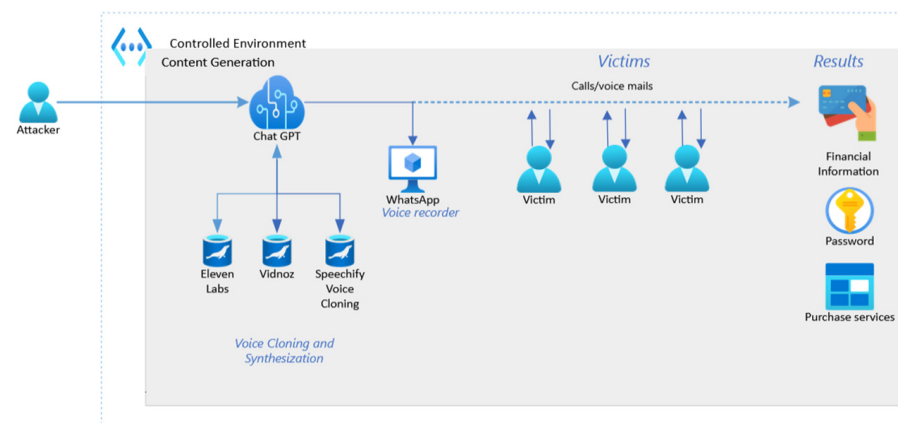 Controlled Environment
Content Generation
Victims
Results
Calls/voice mails
Attacker
Chat GPT
WhatsApp
Voice recorder
Victim
Victim
Victim
Financial
Information
Password
Eleven
Labs
Vidnoz
Speechify
Voice
Cloning
Purchase services
Voice Cloning and
Synthesization